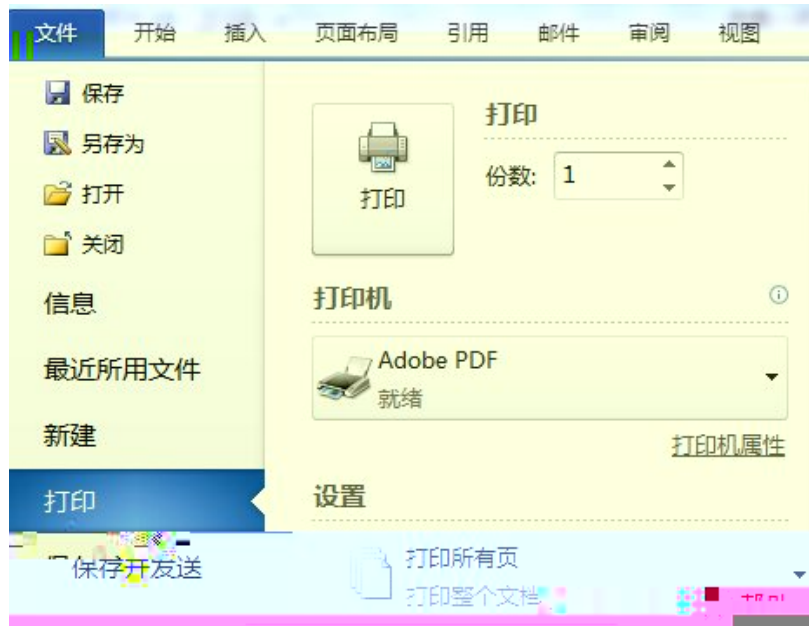 文件 开始 插入 页面布局 引用 邮件 审阅 视图
保存
另存为
打开
关闭
信息
最近所用文件
新建
打印
保存并发送
打印
打印
份数: 1
打印机
Adobe PDF
就绪
打印机属性
设置
打印所有页
打印整个文档